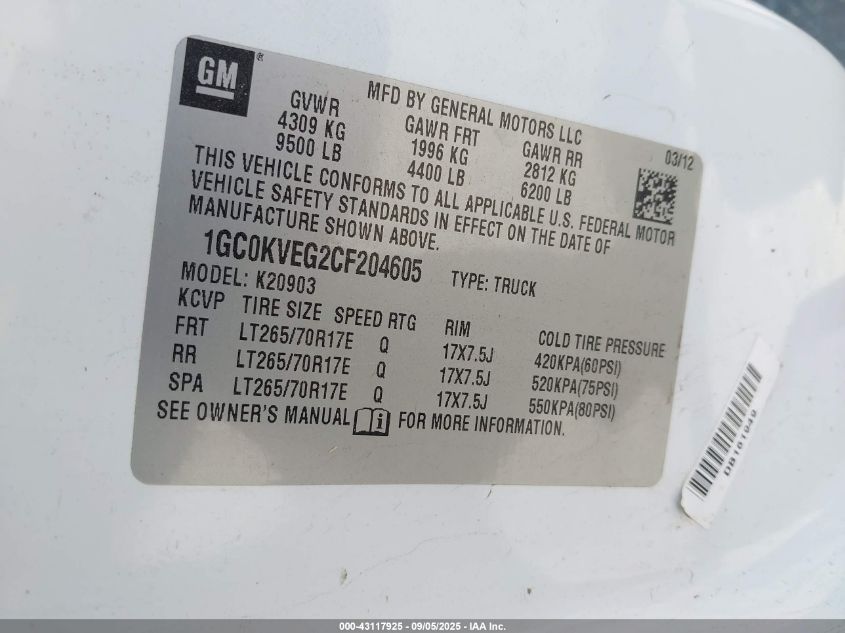 GM
®
MFD BY GENERAL MOTORS LLC
03/12
GVWR GAWR FRT GAWR RR
4309 KG 1996 KG 2812 KG
9500 LB 4400 LB 6200 LB
THIS VEHICLE CONFORMS TO ALL APPLICABLE U.S. FEDERAL MOTOR
VEHICLE SAFETY STANDARDS IN EFFECT ON THE DATE OF
MANUFACTURE SHOWN ABOVE.
1GC0KVEG2CF204605 TYPE: TRUCK
MODEL: K20903
KCVP TIRE SIZE SPEED RTG RIM COLD TIRE PRESSURE
FRT LT265/70R17E Q 17X7.5J 420KPA(60PSI)
RR LT265/70R17E Q 17X7.5J 520KPA(75PSI)
SPA LT265/70R17E Q 17X7.5J 550KPA(80PSI)
SEE OWNER'S MANUAL i FOR MORE INFORMATION.
DB181949
000-43117925 - 09/05/2025 - IAA Inc.